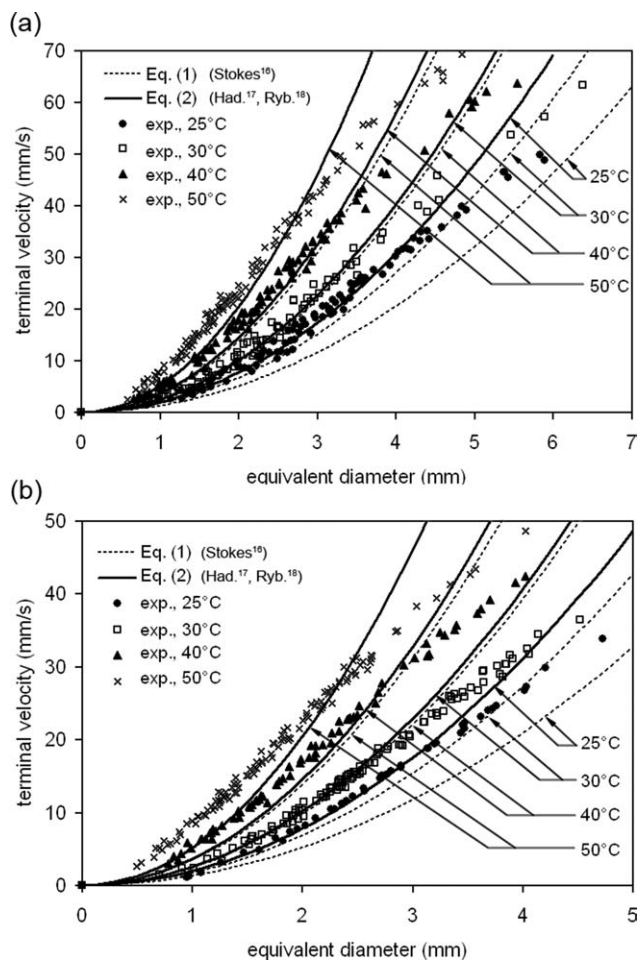 (a)
70
60
50
40
30
20
10
0
terminal velocity (mm/s)
Eq. (1) (Stokes¹⁶)
Eq. (2) (Had.¹⁷, Ryb.¹⁸)
exp., 25°C
exp., 30°C
exp., 40°C
exp., 50°C
25°C
30°C
40°C
50°C
0 1 2 3 4 5 6 7
equivalent diameter (mm)
(b)
50
40
30
20
10
0
terminal velocity (mm/s)
Eq. (1) (Stokes¹⁶)
Eq. (2) (Had.¹⁷, Ryb.¹⁸)
exp., 25°C
exp., 30°C
exp., 40°C
exp., 50°C
25°C
30°C
40°C
50°C
0 1 2 3 4 5
equivalent diameter (mm)